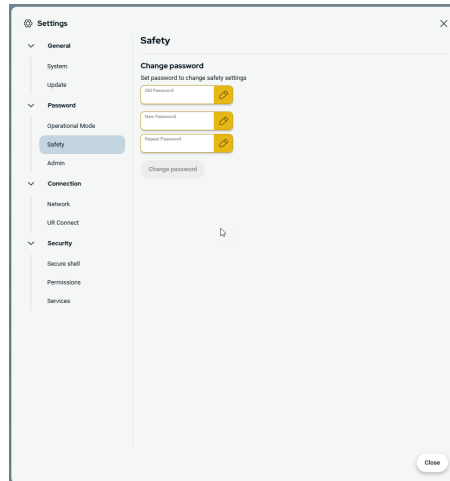 Settings
General
System
Update
Password
Operational Mode
Safety
Admin
Connection
Network
UR Connect
Security
Secure shell
Permissions
Services
Safety
Change password
Set password to change safety settings
Old Password
New Password
Repeat Password
Change password
Close